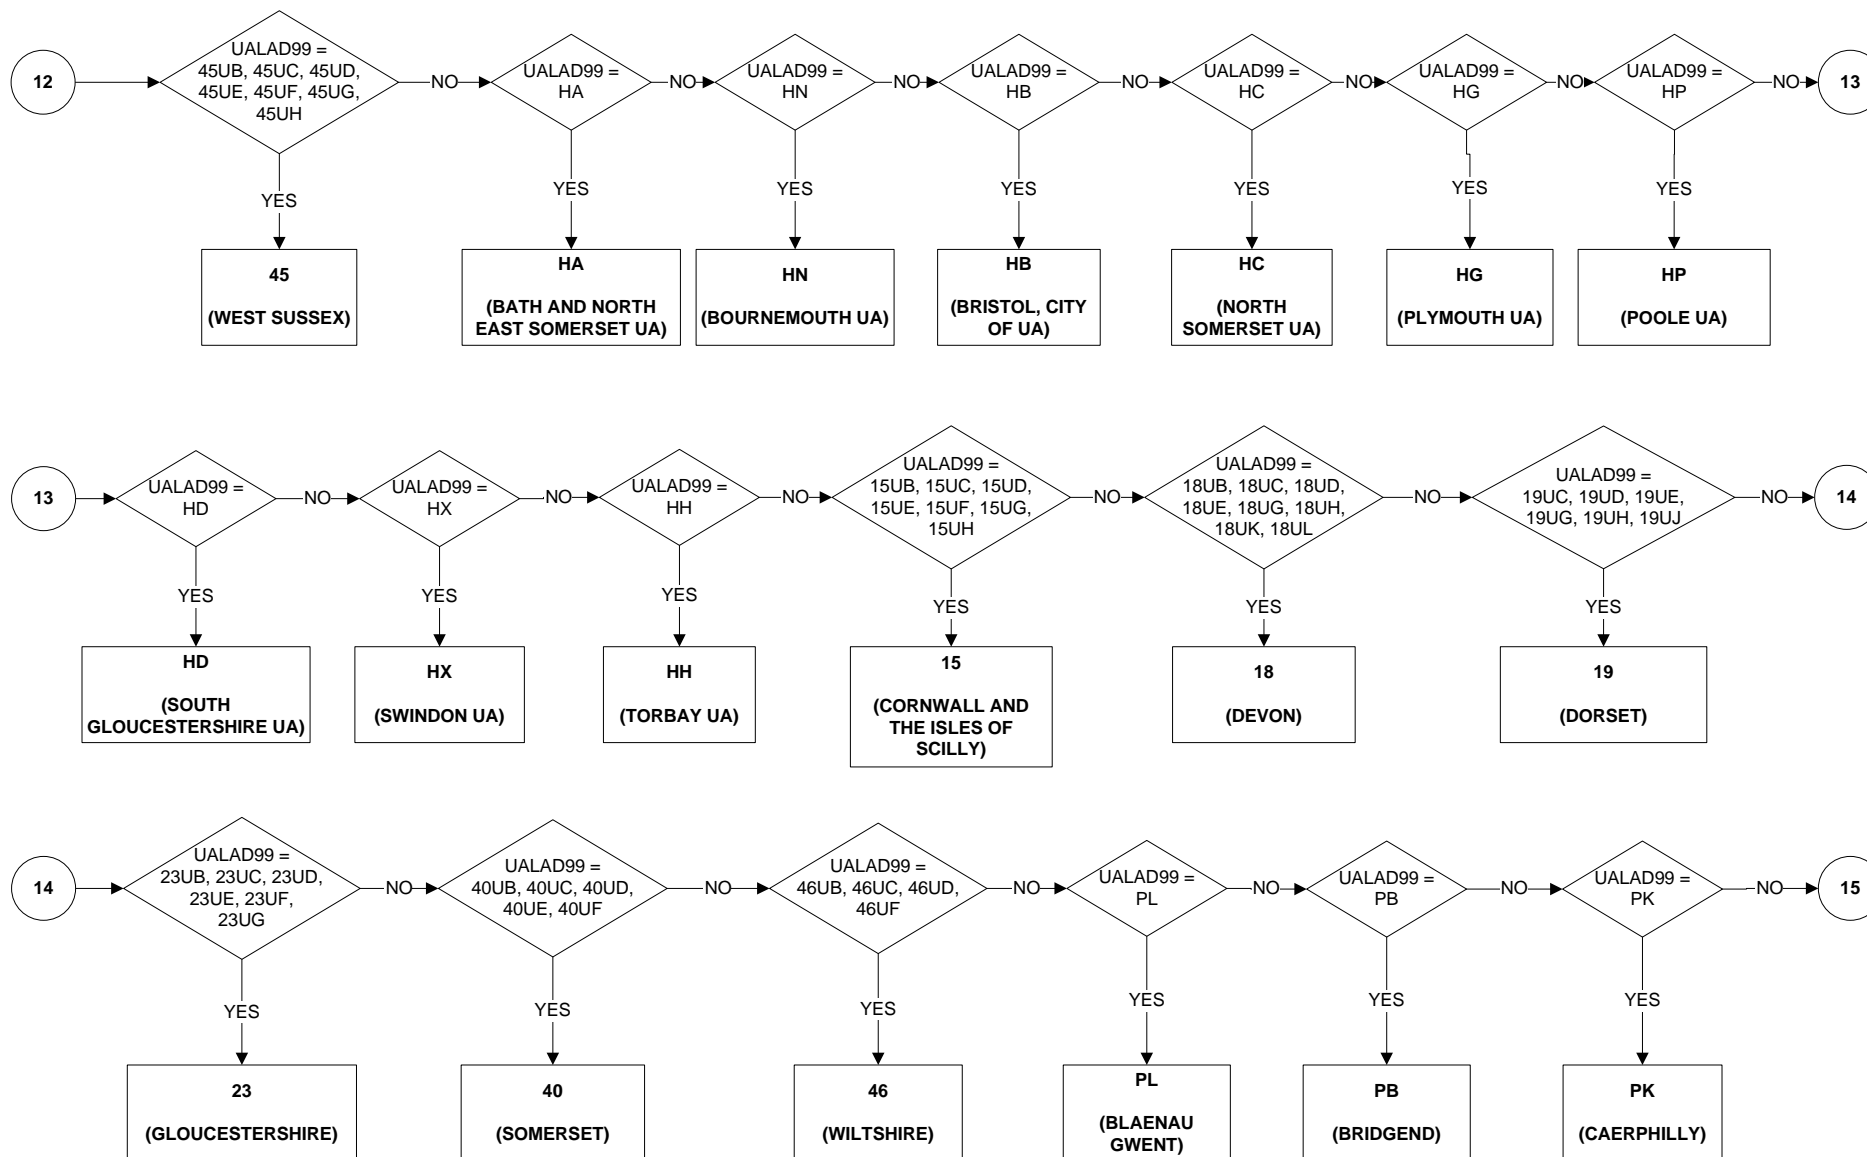 12
UALAD99 =
45UB, 45UC, 45UD,
45UE, 45UF, 45UG,
45UH
NO
UALAD99 =
HA
NO
UALAD99 =
HN
NO
UALAD99 =
HB
NO
UALAD99 =
HC
NO
UALAD99 =
HG
NO
UALAD99 =
HP
NO
13
YES
YES
YES
YES
YES
YES
YES
45
(WEST SUSSEX)
HA
(BATH AND NORTH
EAST SOMERSET UA)
HN
(BOURNEMOUTH UA)
HB
(BRISTOL, CITY
OF UA)
HC
(NORTH
SOMERSET UA)
HG
(PLYMOUTH UA)
HP
(POOLE UA)
13
UALAD99 =
HD
NO
UALAD99 =
HX
NO
UALAD99 =
HH
NO
UALAD99 =
15UB, 15UC, 15UD,
15UE, 15UF, 15UG,
15UH
NO
UALAD99 =
18UB, 18UC, 18UD,
18UE, 18UG, 18UH,
18UK, 18UL
NO
UALAD99 =
19UC, 19UD, 19UE,
19UG, 19UH, 19UJ
NO
14
YES
YES
YES
YES
YES
YES
HD
(SOUTH
GLOUCESTERSHIRE UA)
HX
(SWINDON UA)
HH
(TORBAY UA)
15
(CORNWALL AND
THE ISLES OF
SCILLY)
18
(DEVON)
19
(DORSET)
14
UALAD99 =
23UB, 23UC, 23UD,
23UE, 23UF,
23UG
NO
UALAD99 =
40UB, 40UC, 40UD,
40UE, 40UF
NO
UALAD99 =
46UB, 46UC, 46UD,
46UF
NO
UALAD99 =
PL
NO
UALAD99 =
PB
NO
UALAD99 =
PK
NO
15
YES
YES
YES
YES
YES
YES
23
(GLOUCESTERSHIRE)
40
(SOMERSET)
46
(WILTSHIRE)
PL
(BLAENAU
GWENT)
PB
(BRIDGEND)
PK
(CAERPHILLY)